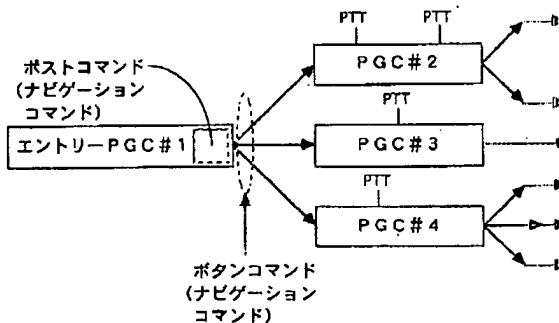 PTT
PTT
PGC#2
ポストコマンド
(ナビゲーション
コマンド)
PTT
エントリーPGC#1
PGC#3
PTT
PGC#4
ボタンコマンド
(ナビゲーション
コマンド)